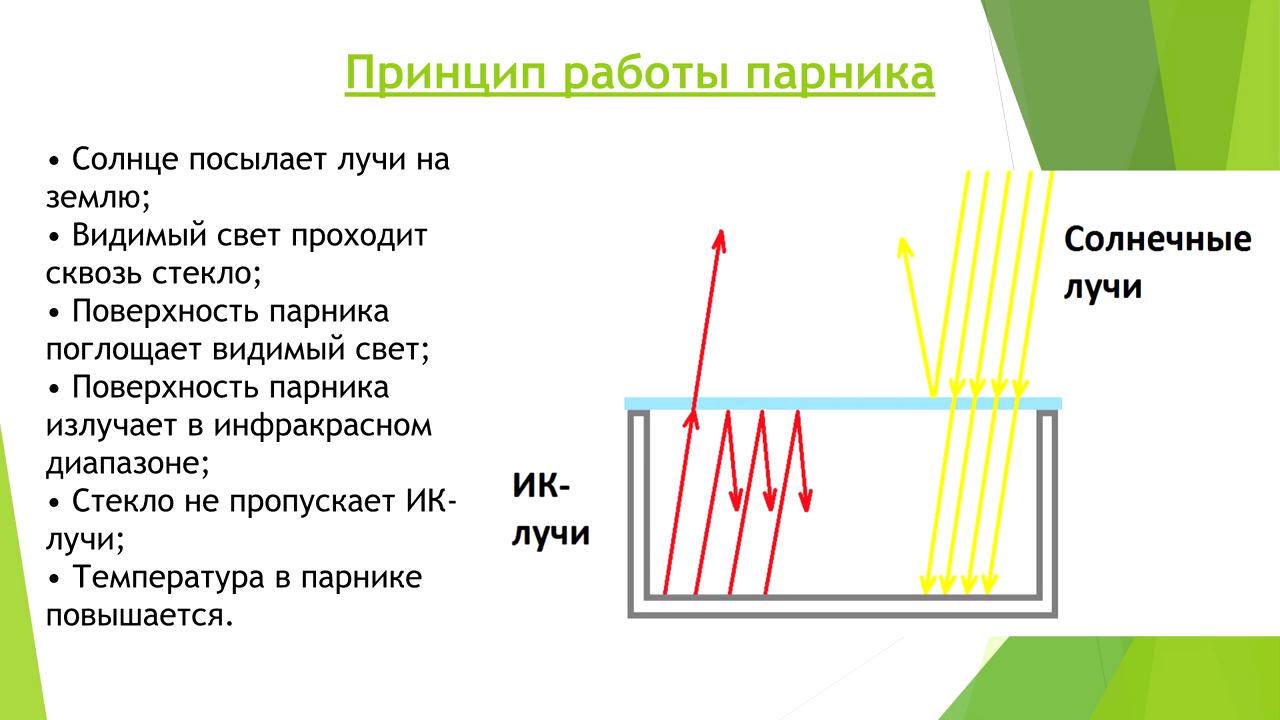 Принцип работы парника
• Солнце посылает лучи на
землю;
• Видимый свет проходит
сквозь стекло;
• Поверхность парника
поглощает видимый свет;
• Поверхность парника
излучает в инфракрасном
диапазоне;
• Стекло не пропускает ИК-
лучи;
• Температура в парнике
повышается.
Солнечные
лучи
ИК-
лучи